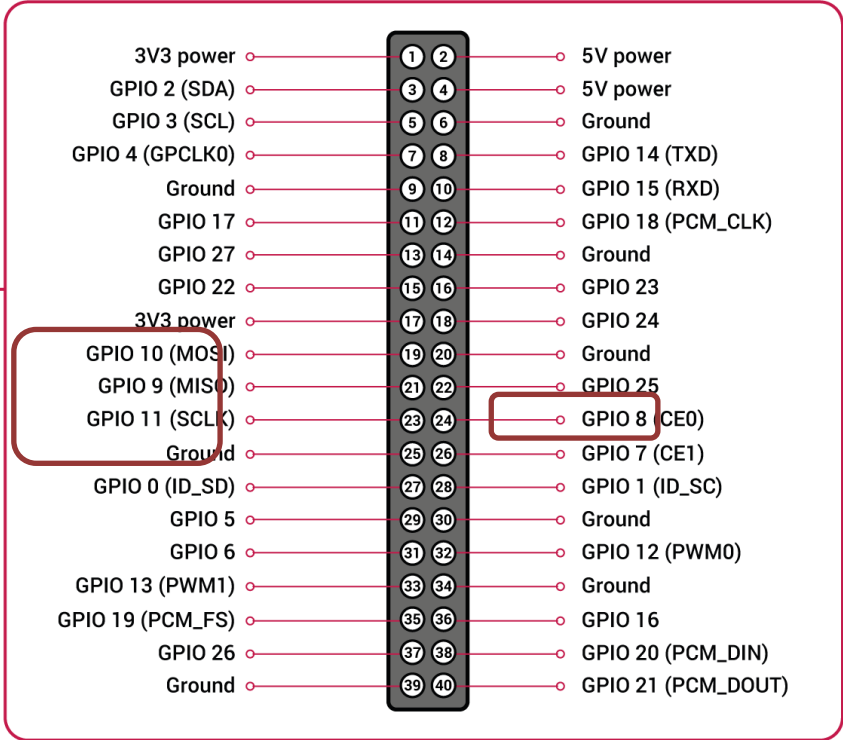 3V3 power 1 2 5V power
GPIO 2 (SDA) 3 4 5V power
GPIO 3 (SCL) 5 6 Ground
GPIO 4 (GPCLK0) 7 8 GPIO 14 (TXD)
Ground 9 10 GPIO 15 (RXD)
GPIO 17 11 12 GPIO 18 (PCM_CLK)
GPIO 27 13 14 Ground
GPIO 22 15 16 GPIO 23
3V3 power 17 18 GPIO 24
GPIO 10 (MOSI) 19 20 Ground
GPIO 9 (MISO) 21 22 GPIO 25
GPIO 11 (SCLK) 23 24 GPIO 8 (CE0)
Ground 25 26 GPIO 7 (CE1)
GPIO 0 (ID_SD) 27 28 GPIO 1 (ID_SC)
GPIO 5 29 30 Ground
GPIO 6 31 32 GPIO 12 (PWM0)
GPIO 13 (PWM1) 33 34 Ground
GPIO 19 (PCM_FS) 35 36 GPIO 16
GPIO 26 37 38 GPIO 20 (PCM_DIN)
Ground 39 40 GPIO 21 (PCM_DOUT)